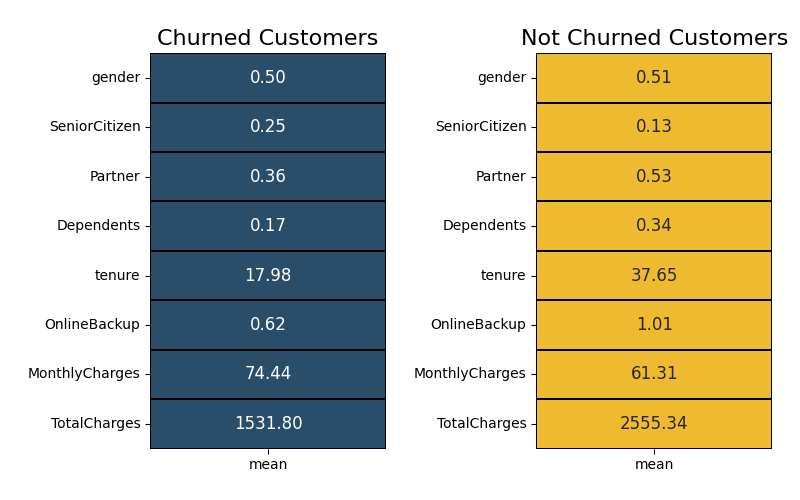 Churned Customers
gender 0.50
SeniorCitizen 0.25
Partner 0.36
Dependents 0.17
tenure 17.98
OnlineBackup 0.62
MonthlyCharges 74.44
TotalCharges 1531.80
mean
Not Churned Customers
gender 0.51
SeniorCitizen 0.13
Partner 0.53
Dependents 0.34
tenure 37.65
OnlineBackup 1.01
MonthlyCharges 61.31
TotalCharges 2555.34
mean